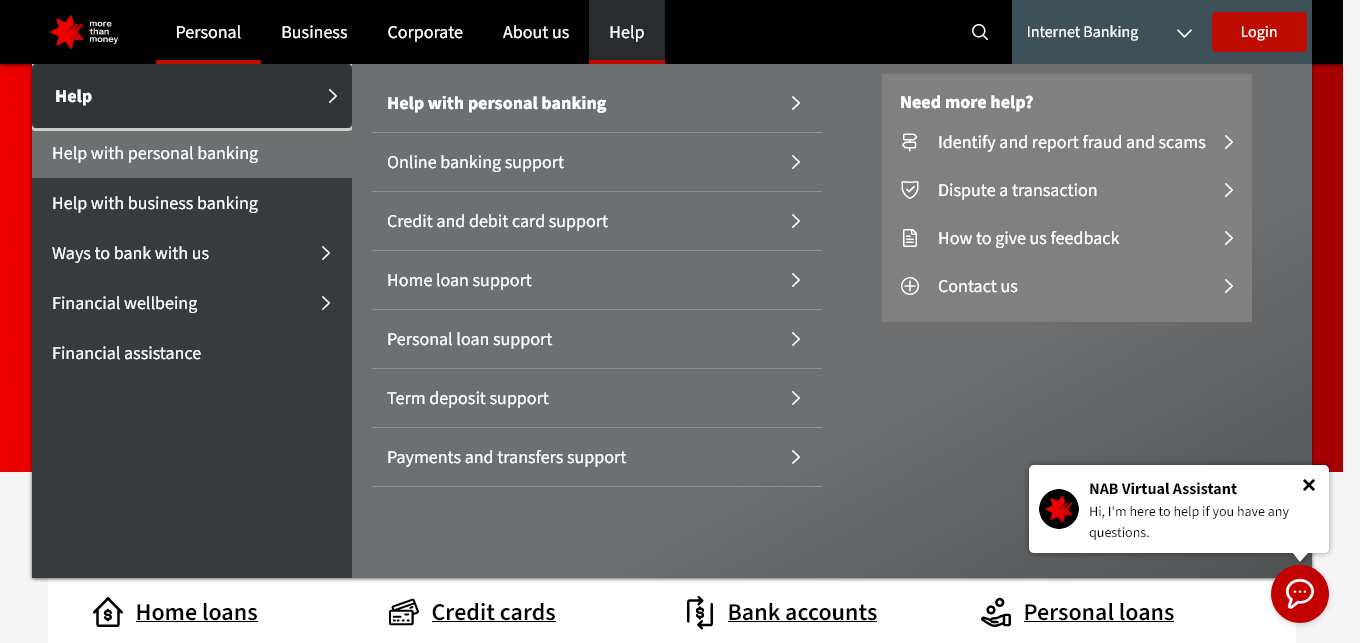 more
than
money
Personal
Business
Corporate
About us
Help
Internet Banking
Login
Help
Help with personal banking
Help with business banking
Ways to bank with us
Financial wellbeing
Financial assistance
Help with personal banking
Online banking support
Credit and debit card support
Home loan support
Personal loan support
Term deposit support
Payments and transfers support
Need more help?
Identify and report fraud and scams
Dispute a transaction
How to give us feedback
Contact us
NAB Virtual Assistant
Hi, I'm here to help if you have any
questions.
Home loans
Credit cards
Bank accounts
Personal loans